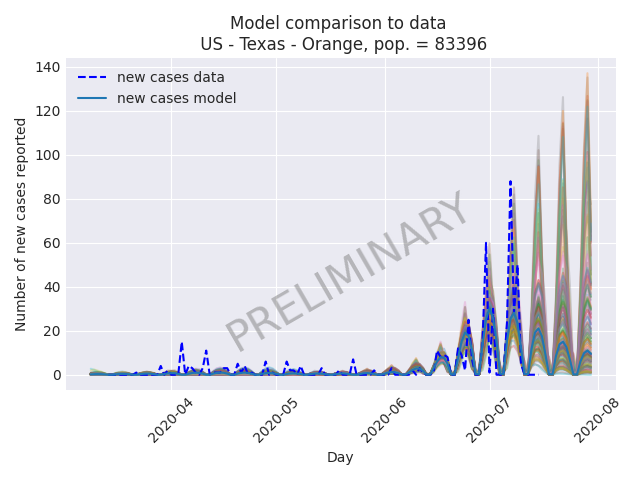 Model comparison to data
US - Texas - Orange, pop. = 83396
new cases data
new cases model
Number of new cases reported
140
120
100
80
60
40
20
0
PRELIMINARY
2020-04
2020-05
2020-06
2020-07
2020-08
Day